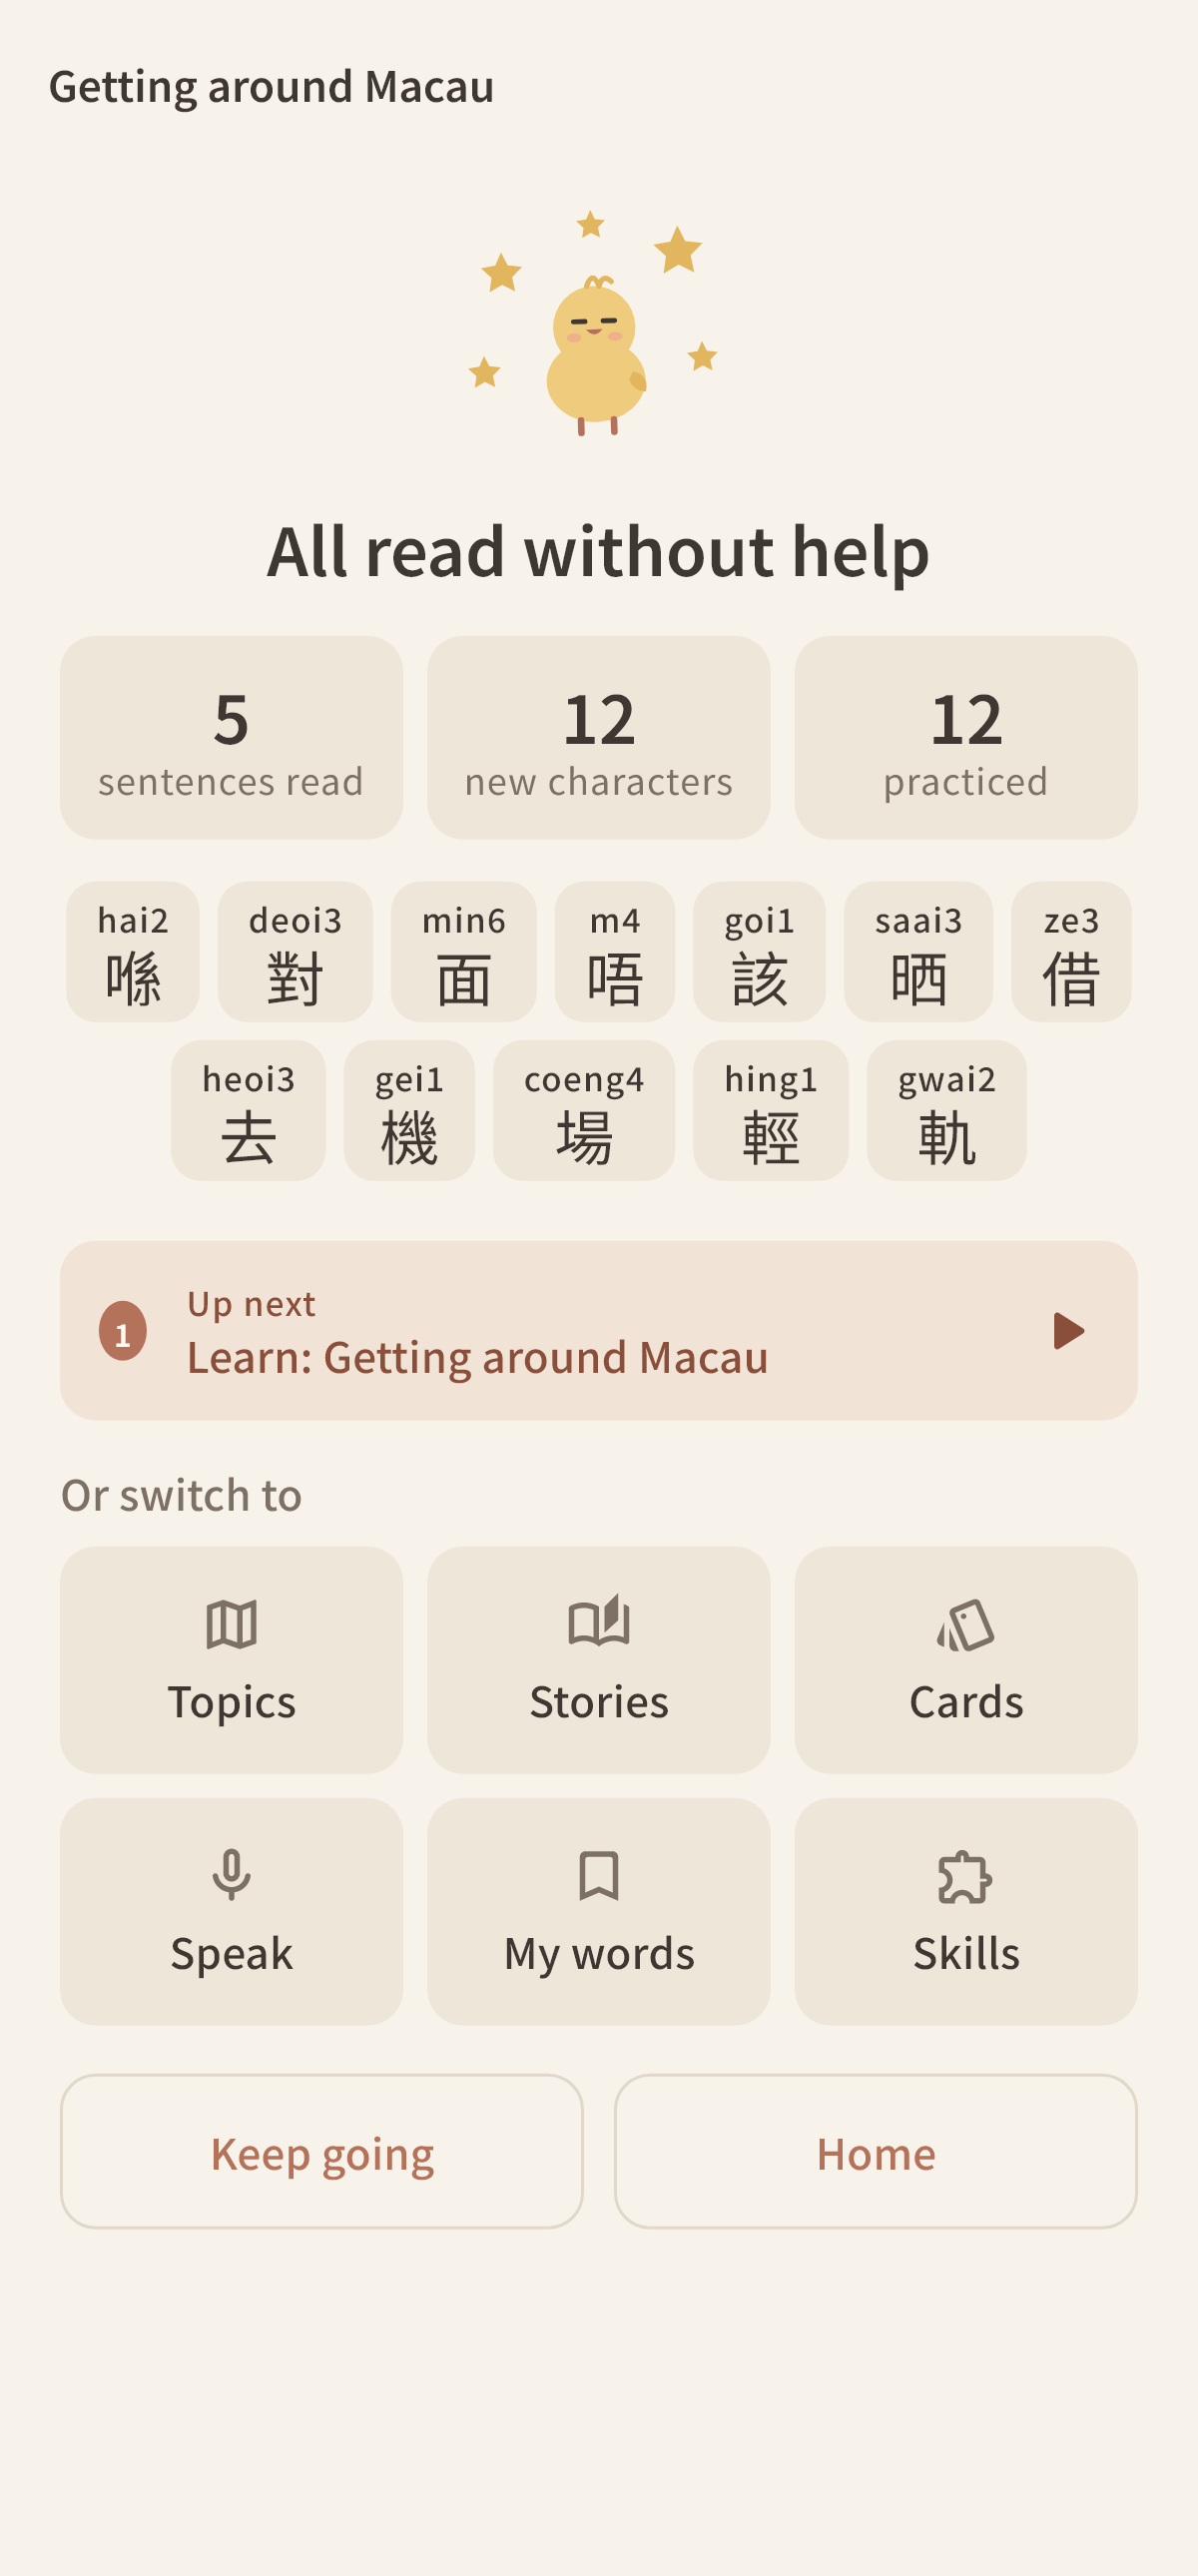 Getting around Macau
All read without help
5 12 12
sentences read new characters practiced
hai2 deoi3 min6 m4 goi1 saai3 ze3
喺 對 面 唔 該 晒 借
heoi3 gei1 coeng4 hing1 gwai2
去 機 場 輕 軌
Up next
1
Learn: Getting around Macau
Or switch to
Topics Stories Cards
Speak My words Skills
Keep going Home